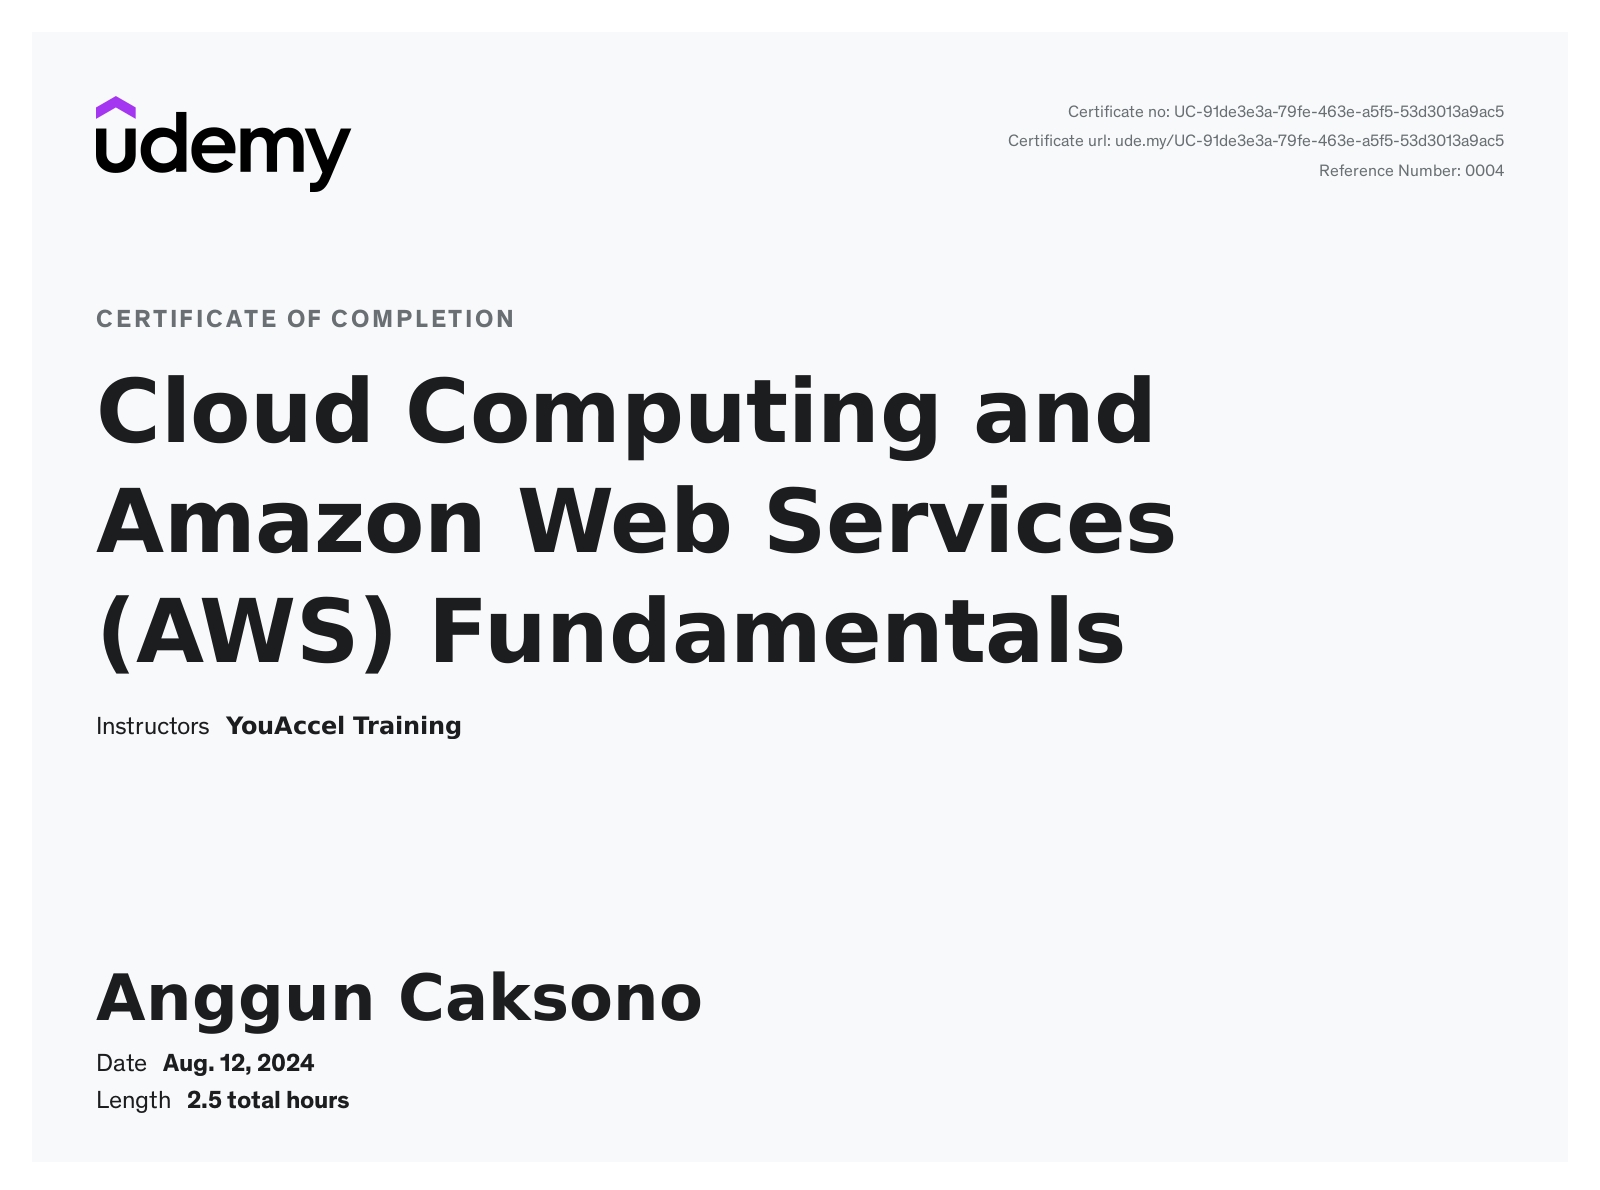 udemy
Certificate no: UC-91de3e3a-79fe-463e-a5f5-53d3013a9ac5
Certificate url: ude.my/UC-91de3e3a-79fe-463e-a5f5-53d3013a9ac5
Reference Number: 0004
CERTIFICATE OF COMPLETION
Cloud Computing and
Amazon Web Services
(AWS) Fundamentals
Instructors YouAccel Training
Anggun Caksono
Date Aug. 12, 2024
Length 2.5 total hours